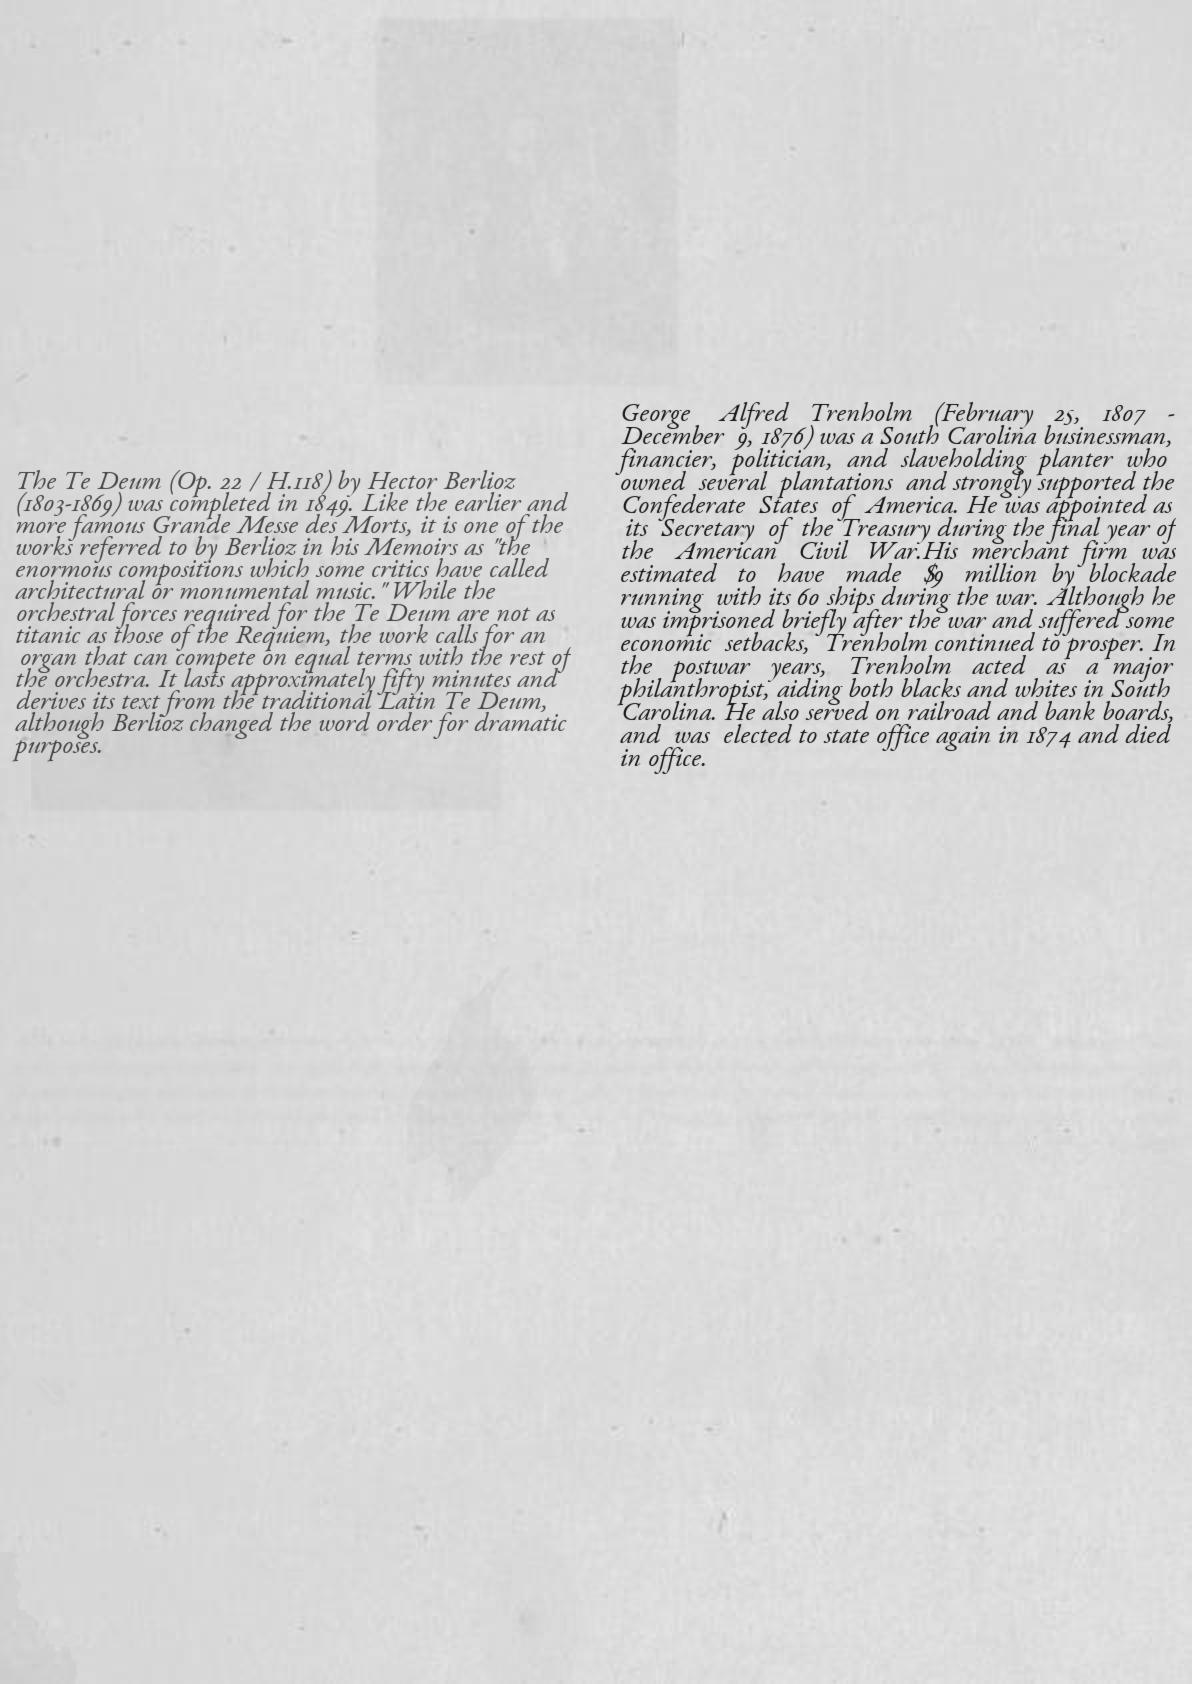 The Te Deum (Op. 22 / H.118) by Hector Berlioz
(1803-1869) was completed in 1849. Like the earlier and
more famous Grande Messe des Morts, it is one of the
works referred to by Berlioz in his Memoirs as "the
enormous compositions which some critics have called
architectural or monumental music." While the
orchestral forces required for the Te Deum are not as
titanic as those of the Requiem, the work calls for an
organ that can compete on equal terms with the rest of
the orchestra. It lasts approximately fifty minutes and
derives its text from the traditional Latin Te Deum,
although Berlioz changed the word order for dramatic
purposes.
George Alfred Trenholm (February 25, 1807 -
December 9, 1876) was a South Carolina businessman,
financier, politician, and slaveholding planter who
owned several plantations and strongly supported the
Confederate States of America. He was appointed as
its Secretary of the Treasury during the final year of
the American Civil War.His merchant firm was
estimated to have made $9 million by blockade
running with its 60 ships during the war. Although he
was imprisoned briefly after the war and suffered some
economic setbacks, Trenholm continued to prosper. In
the postwar years, Trenholm acted as a major
philanthropist, aiding both blacks and whites in South
Carolina. He also served on railroad and bank boards,
and was elected to state office again in 1874 and died
in office.